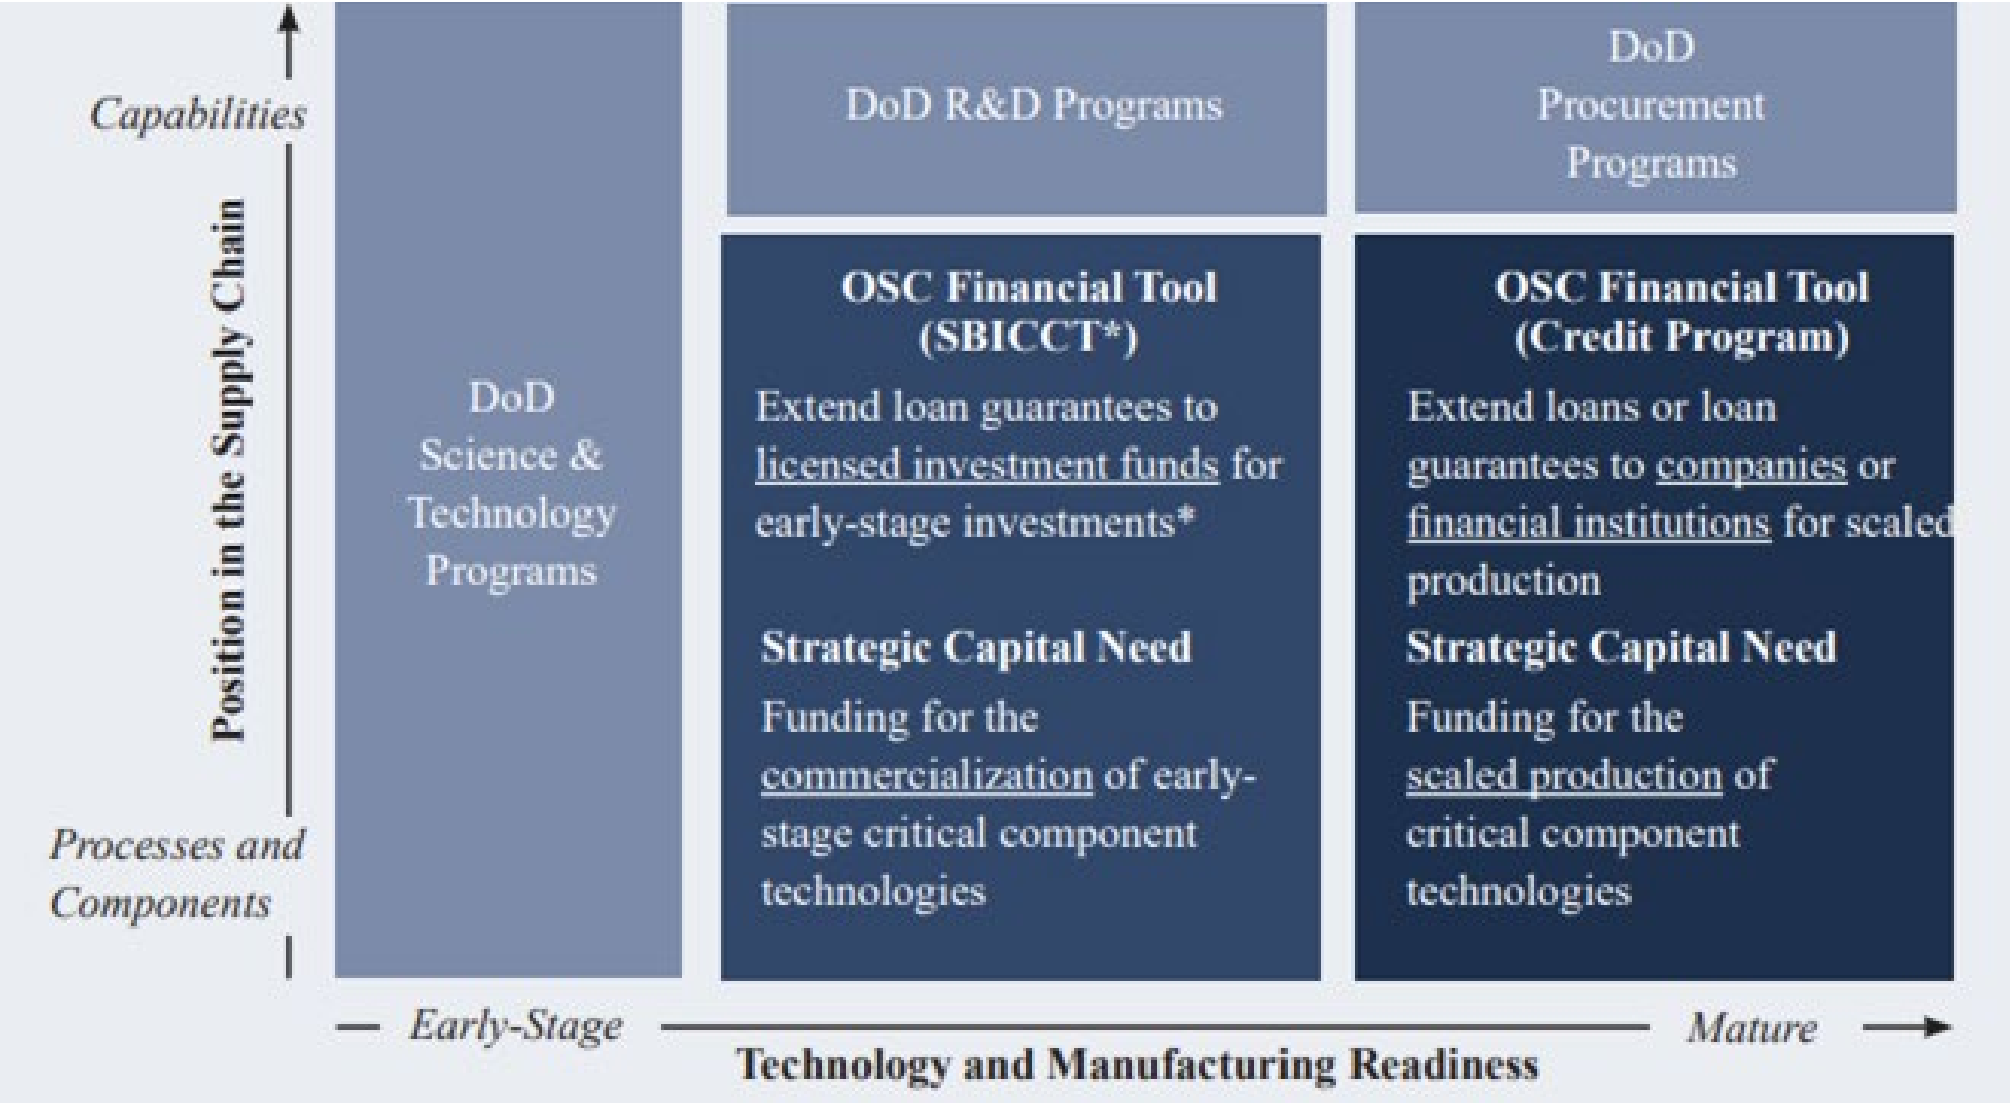 Capabilities
Position in the Supply Chain
Processes and
Components
DoD
Science &
Technology
Programs
DoD R&D Programs
DoD
Procurement
Programs
OSC Financial Tool
(SBICCT*)
Extend loan guarantees to
licensed investment funds for
early-stage investments*
Strategic Capital Need
Funding for the
commercialization of early-
stage critical component
technologies
OSC Financial Tool
(Credit Program)
Extend loans or loan
guarantees to companies or
financial institutions for scaled
production
Strategic Capital Need
Funding for the
scaled production of
critical component
technologies
Early-Stage
Mature
Technology and Manufacturing Readiness